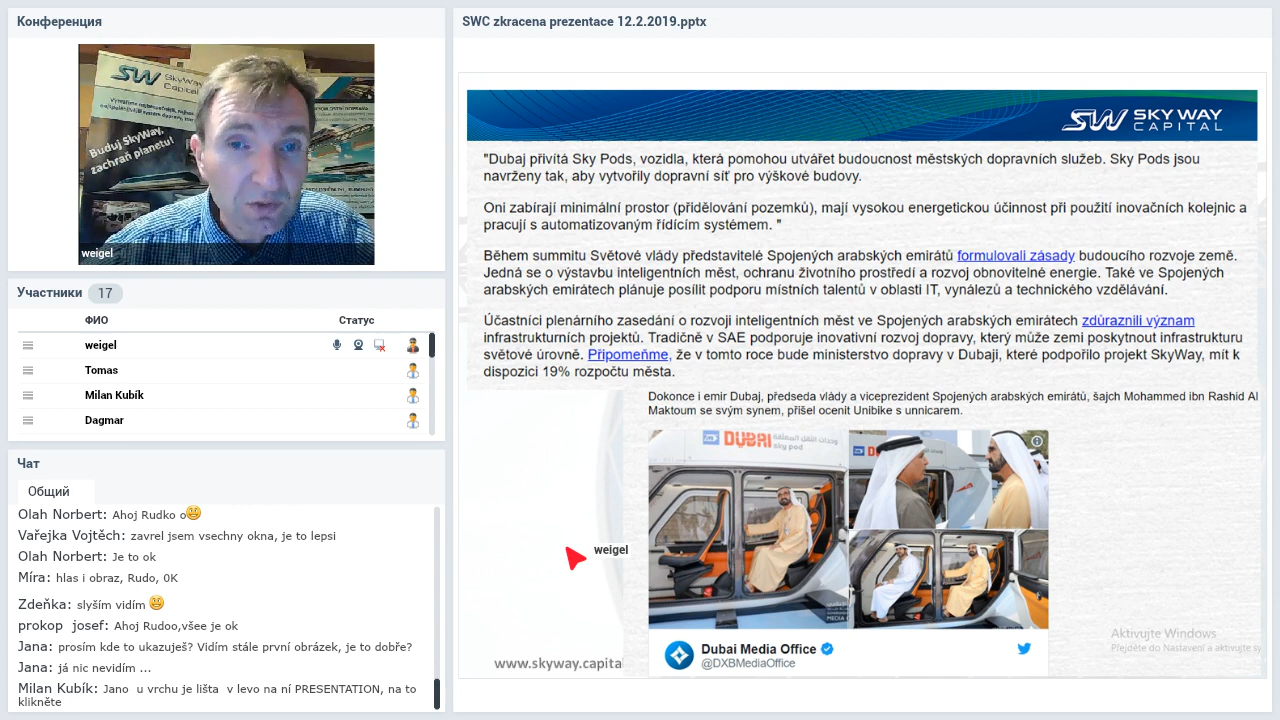 Конференция
SW SkyWay Capital
Buduj SkyWay,
zachraň planetu!
weigel
Участники 17
ФИО Статус
weigel
Tomas
Milan Kubík
Dagmar
Чат
Общий
Olah Norbert: Ahoj Rudko o
Vařejka Vojtěch: zavrel jsem vsechny okna, je to lepsi
Olah Norbert: Je to ok
Míra: hlas i obraz, Rudo, 0K
Zdeňka: slyším vidím
prokop josef: Ahoj Rudoo,všee je ok
Jana: prosím kde to ukazuješ? Vidím stále první obrázek, je to dobře?
Jana: já nic nevidím ...
Milan Kubík: Jano u vrchu je lišta v levo na ní PRESENTATION, na to
klikněte
SWC zkracena prezentace 12.2.2019.pptx
SW SKY WAY
CAPITAL
"Dubaj přivítá Sky Pods, vozidla, která pomohou utvářet budoucnost městských dopravních služeb. Sky Pods jsou
navrženy tak, aby vytvořily dopravní síť pro výškové budovy.
Oni zabírají minimální prostor (přidělování pozemků), mají vysokou energetickou účinnost při použití inovačních kolejnic a
pracují s automatizovaným řídícím systémem. "
Během summitu Světové vlády představitelé Spojených arabských emirátů formulovali zásady budoucího rozvoje země.
Jedná se o výstavbu inteligentních měst, ochranu životního prostředí a rozvoj obnovitelné energie. Také ve Spojených
arabských emirátech plánuje posílit podporu místních talentů v oblasti IT, vynálezů a technického vzdělávání.
Účastníci plenárního zasedání o rozvoji inteligentních měst ve Spojených arabských emirátech zdůraznili význam
infrastrukturních projektů. Tradičně v SAE podporuje inovativní rozvoj dopravy, který může zemi poskytnout infrastrukturu
světové úrovně. Připomeňme, že v tomto roce bude ministerstvo dopravy v Dubaji, které podpořilo projekt SkyWay, mít k
dispozici 19% rozpočtu města.
Dokonce i emir Dubaj, předseda vlády a viceprezident Spojených arabských emirátů, šajch Mohammed ibn Rashid Al
Maktoum se svým synem, přišel ocenit Unibike s unnicarem.
DUBAI
sky pod
weigel
Dubai Media Office
@DXBMediaOffice
www.skyway.capita
Aktivujte Windows
Přejděte do Nastavení a aktivujte sy